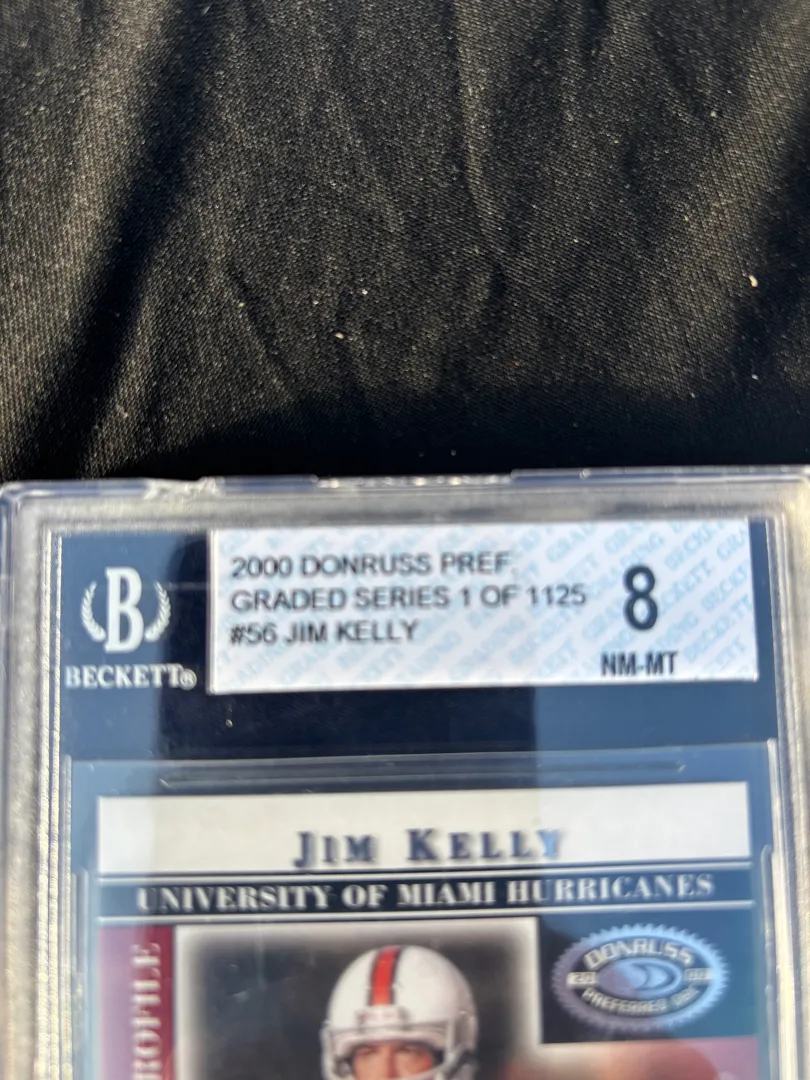 2000 DONRUSS PREF.
GRADED SERIES 1 OF 1125
#56 JIM KELLY
8
NM-MT
B
BECKETT®
JIM KELLY
UNIVERSITY OF MIAMI HURRICANES
DONRUSS
PREFERRED
ROFILE